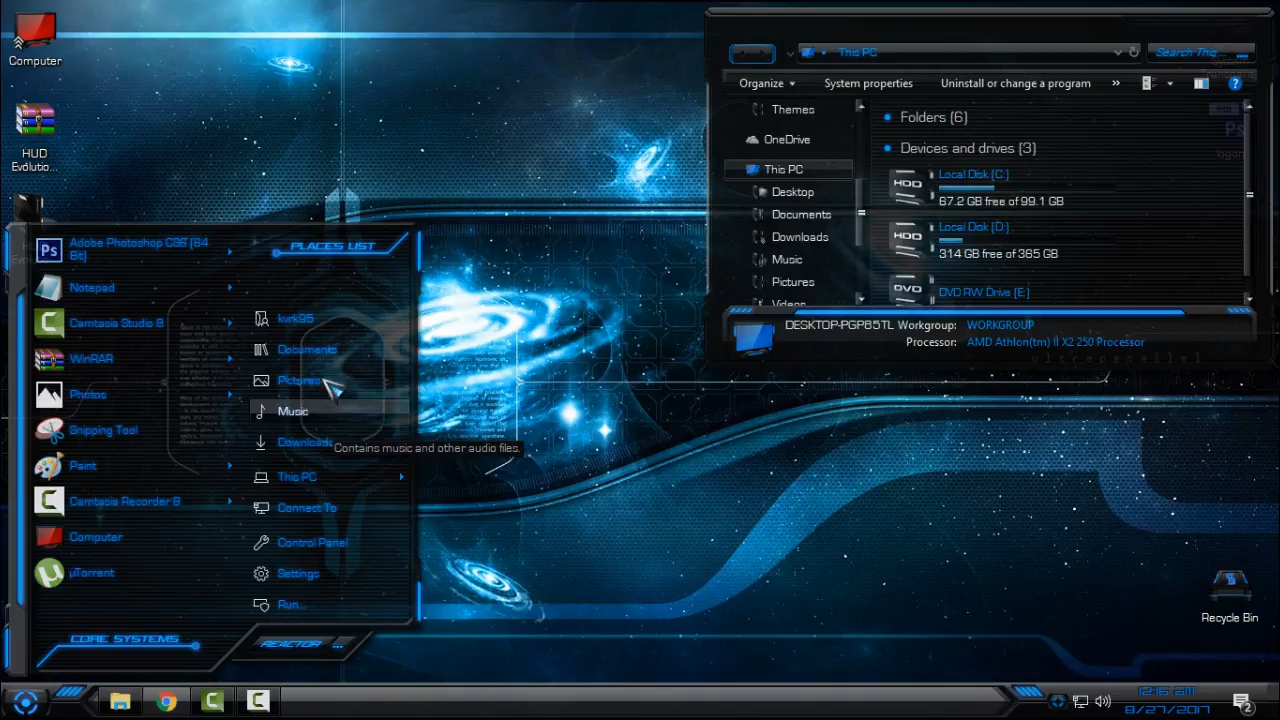 Computer
HUD
Evolutio...
Adobe Photoshop CS6 (64
Bit)
Notepad
Camtasia Studio 8
WinRAR
Photos
Snipping Tool
Paint
Camtasia Recorder 8
Computer
µTorrent
CORE SYSTEMS
PLACES LIST
kvrk95
Documents
Pictures
Music
Downloads
Contains music and other audio files.
This PC
Connect To
Control Panel
Settings
Run...
REACTOR ...
This PC
Search This ...
Organize
System properties
Uninstall or change a program
»
Themes
OneDrive
This PC
Desktop
Documents
Downloads
Music
Pictures
Videos
Folders (6)
Devices and drives (3)
HDD
Local Disk (C:)
67.2 GB free of 99.1 GB
HDD
Local Disk (D:)
314 GB free of 365 GB
DVD
DVD RW Drive (E:)
DESKTOP-PGP85TL Workgroup: WORKGROUP
Processor: AMD Athlon(tm) II X2 250 Processor
Recycle Bin
12:16 am
8/27/2017
2